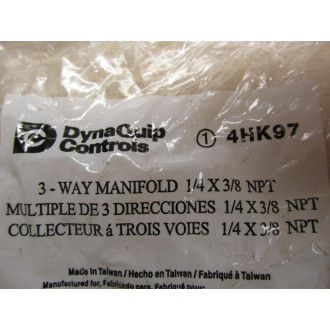 DynaQuip
Controls ① 4HK97
3 - WAY MANIFOLD 1/4 X 3/8 NPT
MULTIPLE DE 3 DIRECCIONES 1/4 X 3/8 NPT
COLLECTEUR á TROIS VOIES 1/4 X 3/8 NPT
Made in Taiwan / Hecho en Taiwan / Fabriqué à Taiwan
Manufactured for, Fabricado para, Fabriqué pour: